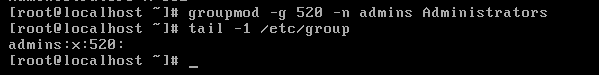 [root@localhost ~]# groupmod -g 520 -n admins Administrators
[root@localhost ~]# tail -1 /etc/group
admins:x:520:
[root@localhost ~]# _